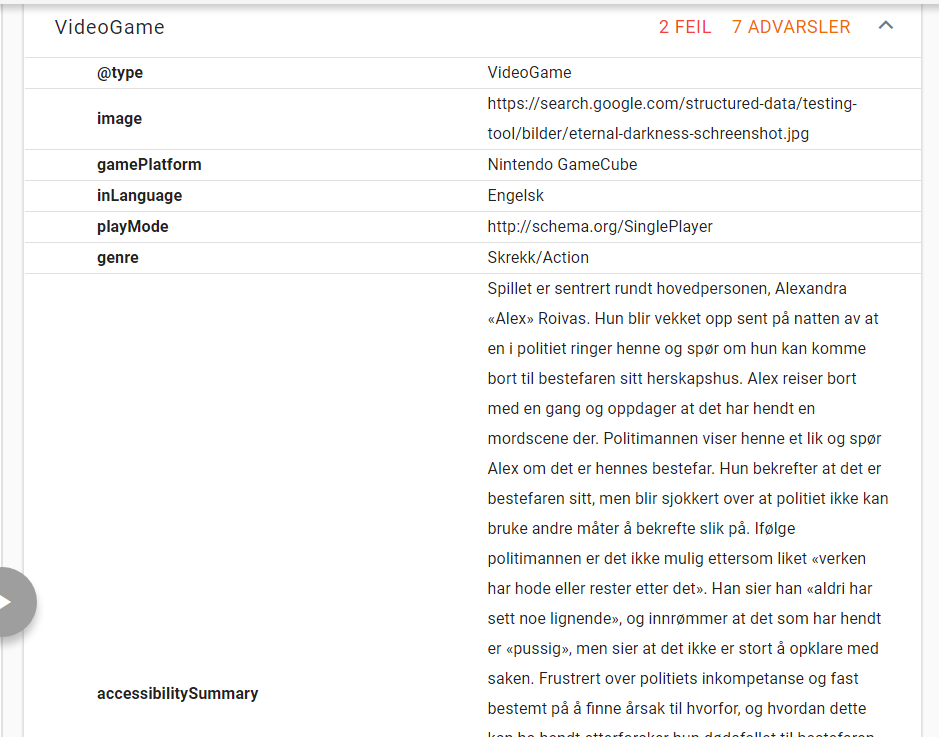 VideoGame 2 FEIL 7 ADVARSLER
@type VideoGame
image https://search.google.com/structured-data/testing-
tool/bilder/eternal-darkness-schreenshot.jpg
gamePlatform Nintendo GameCube
inLanguage Engelsk
playMode http://schema.org/SinglePlayer
genre Skrekk/Action
Spillet er sentrert rundt hovedpersonen, Alexandra
«Alex» Roivas. Hun blir vekket opp sent på natten av at
en i politiet ringer henne og spør om hun kan komme
bort til bestefaren sitt herskapshus. Alex reiser bort
med en gang og oppdager at det har hendt en
mordscene der. Politimannen viser henne et lik og spør
Alex om det er hennes bestefar. Hun bekrefter at det er
bestefaren sitt, men blir sjokkert over at politiet ikke kan
bruke andre måter å bekrefte slik på. Ifølge
politimannen er det ikke mulig ettersom liket «verken
har hode eller rester etter det». Han sier han «aldri har
sett noe lignende», og innrømmer at det som har hendt
er «pussig», men sier at det ikke er stort å opklare med
saken. Frustrert over politiets inkompetanse og fast
accessibilitySummary
bestemt på å finne årsak til hvorfor, og hvordan dette
kan ha hendt etterforsker hun dødsfallet til bestefaren